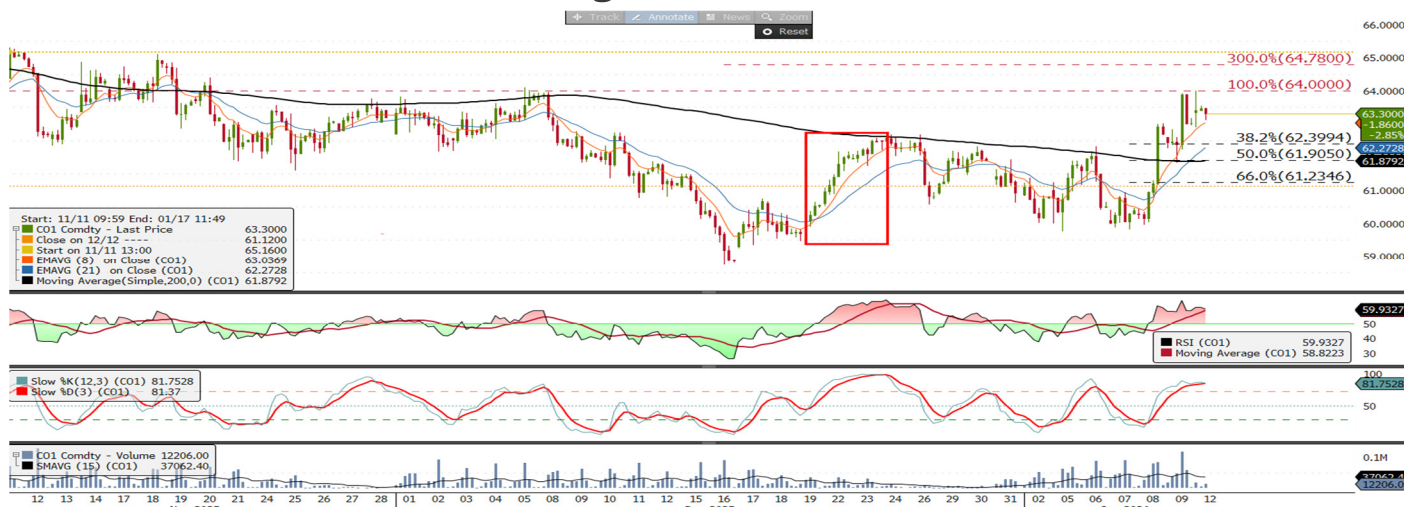 Track Annotate News Zoom
Reset
66.0000
65.0000
64.0000
61.0000
60.0000
59.0000
300.0%(64.7800)
100.0%(64.0000)
38.2%(62.3994)
50.0%(61.9050)
66.0%(61.2346)
63.3000
-1.8600
-2.85%
62.2728
61.8792
Start: 11/11 09:59 End: 01/17 11:49
CO1 Comdty - Last Price 63.3000
Close on 12/12 ---- 61.1200
Start on 11/11 13:00 65.1600
EMAVG (8) on Close (CO1) 63.0369
EMAVG (21) on Close (CO1) 62.2728
Moving Average(Simple,200,0) (CO1) 61.8792
59.9327
50
40
30
RSI (CO1) 59.9327
Moving Average (CO1) 58.8223
Slow %K(12,3) (CO1) 81.7528
Slow %D(3) (CO1) 81.37
100
81.7528
50
CO1 Comdty - Volume 12206.00
SMAVG (15) (CO1) 37062.40
0.1M
37062.4
12206.0
12 13 14 17 18 19 20 21 24 25 26 27 28 01 02 03 04 05 08 09 10 11 12 15 16 17 18 19 22 23 24 26 29 30 31 02 05 06 07 08 09 12